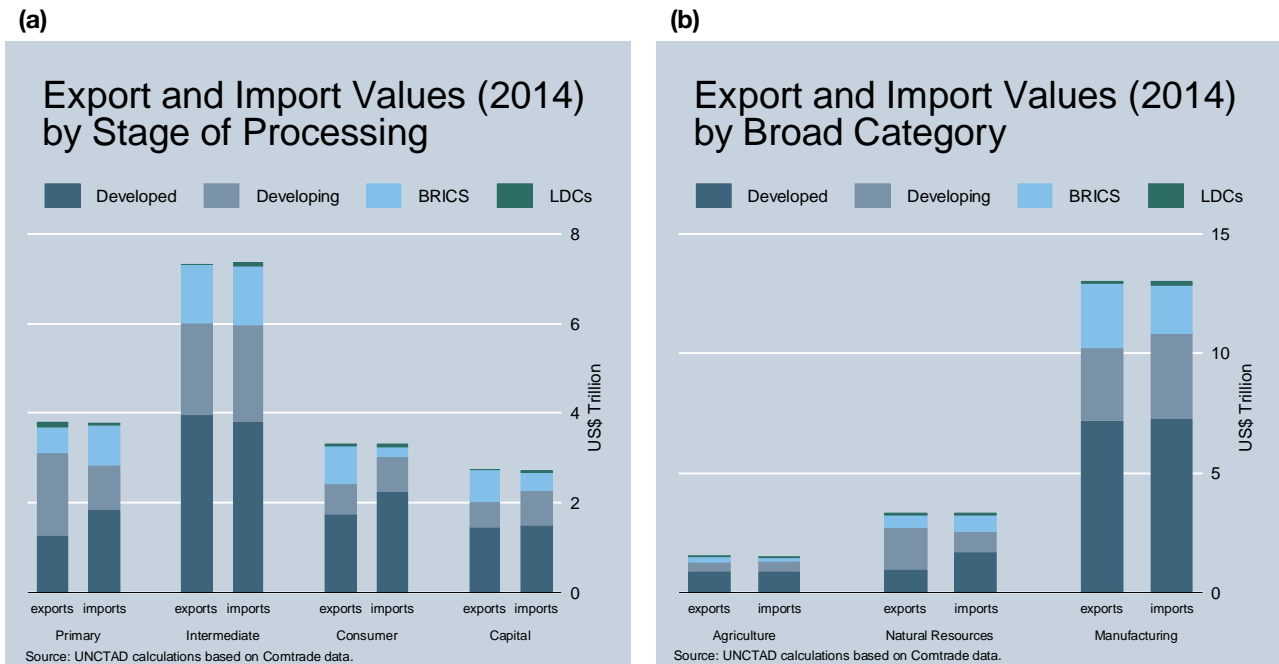 (a)
Export and Import Values (2014)
by Stage of Processing
Developed Developing BRICS LDCs
8
6
4
2
0
US$ Trillion
exports imports exports imports exports imports exports imports
Primary Intermediate Consumer Capital
Source: UNCTAD calculations based on Comtrade data.
(b)
Export and Import Values (2014)
by Broad Category
Developed Developing BRICS LDCs
15
10
5
0
US$ Trillion
exports imports exports imports exports imports
Agriculture Natural Resources Manufacturing
Source: UNCTAD calculations based on Comtrade data.